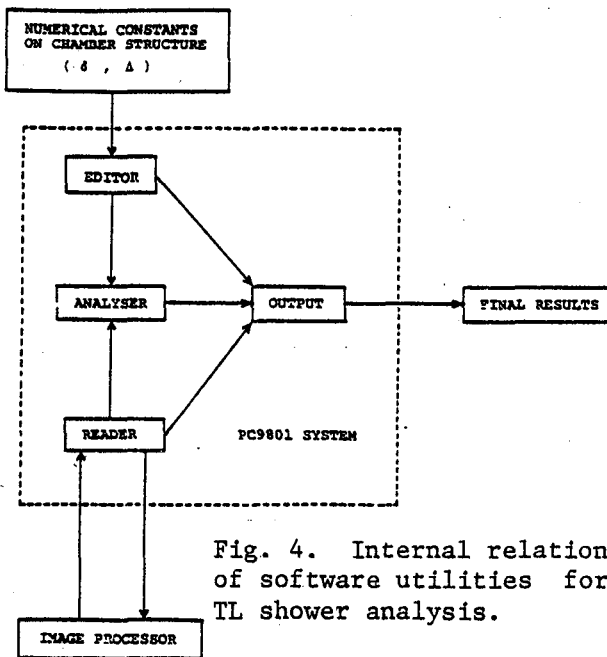 NUMERICAL CONSTANTS
ON CHAMBER STRUCTURE
( δ , Δ )
EDITOR
ANALYSER
OUTPUT
FINAL RESULTS
READER
PC9801 SYSTEM
Fig. 4. Internal relation
of software utilities for
TL shower analysis.
IMAGE PROCESSOR